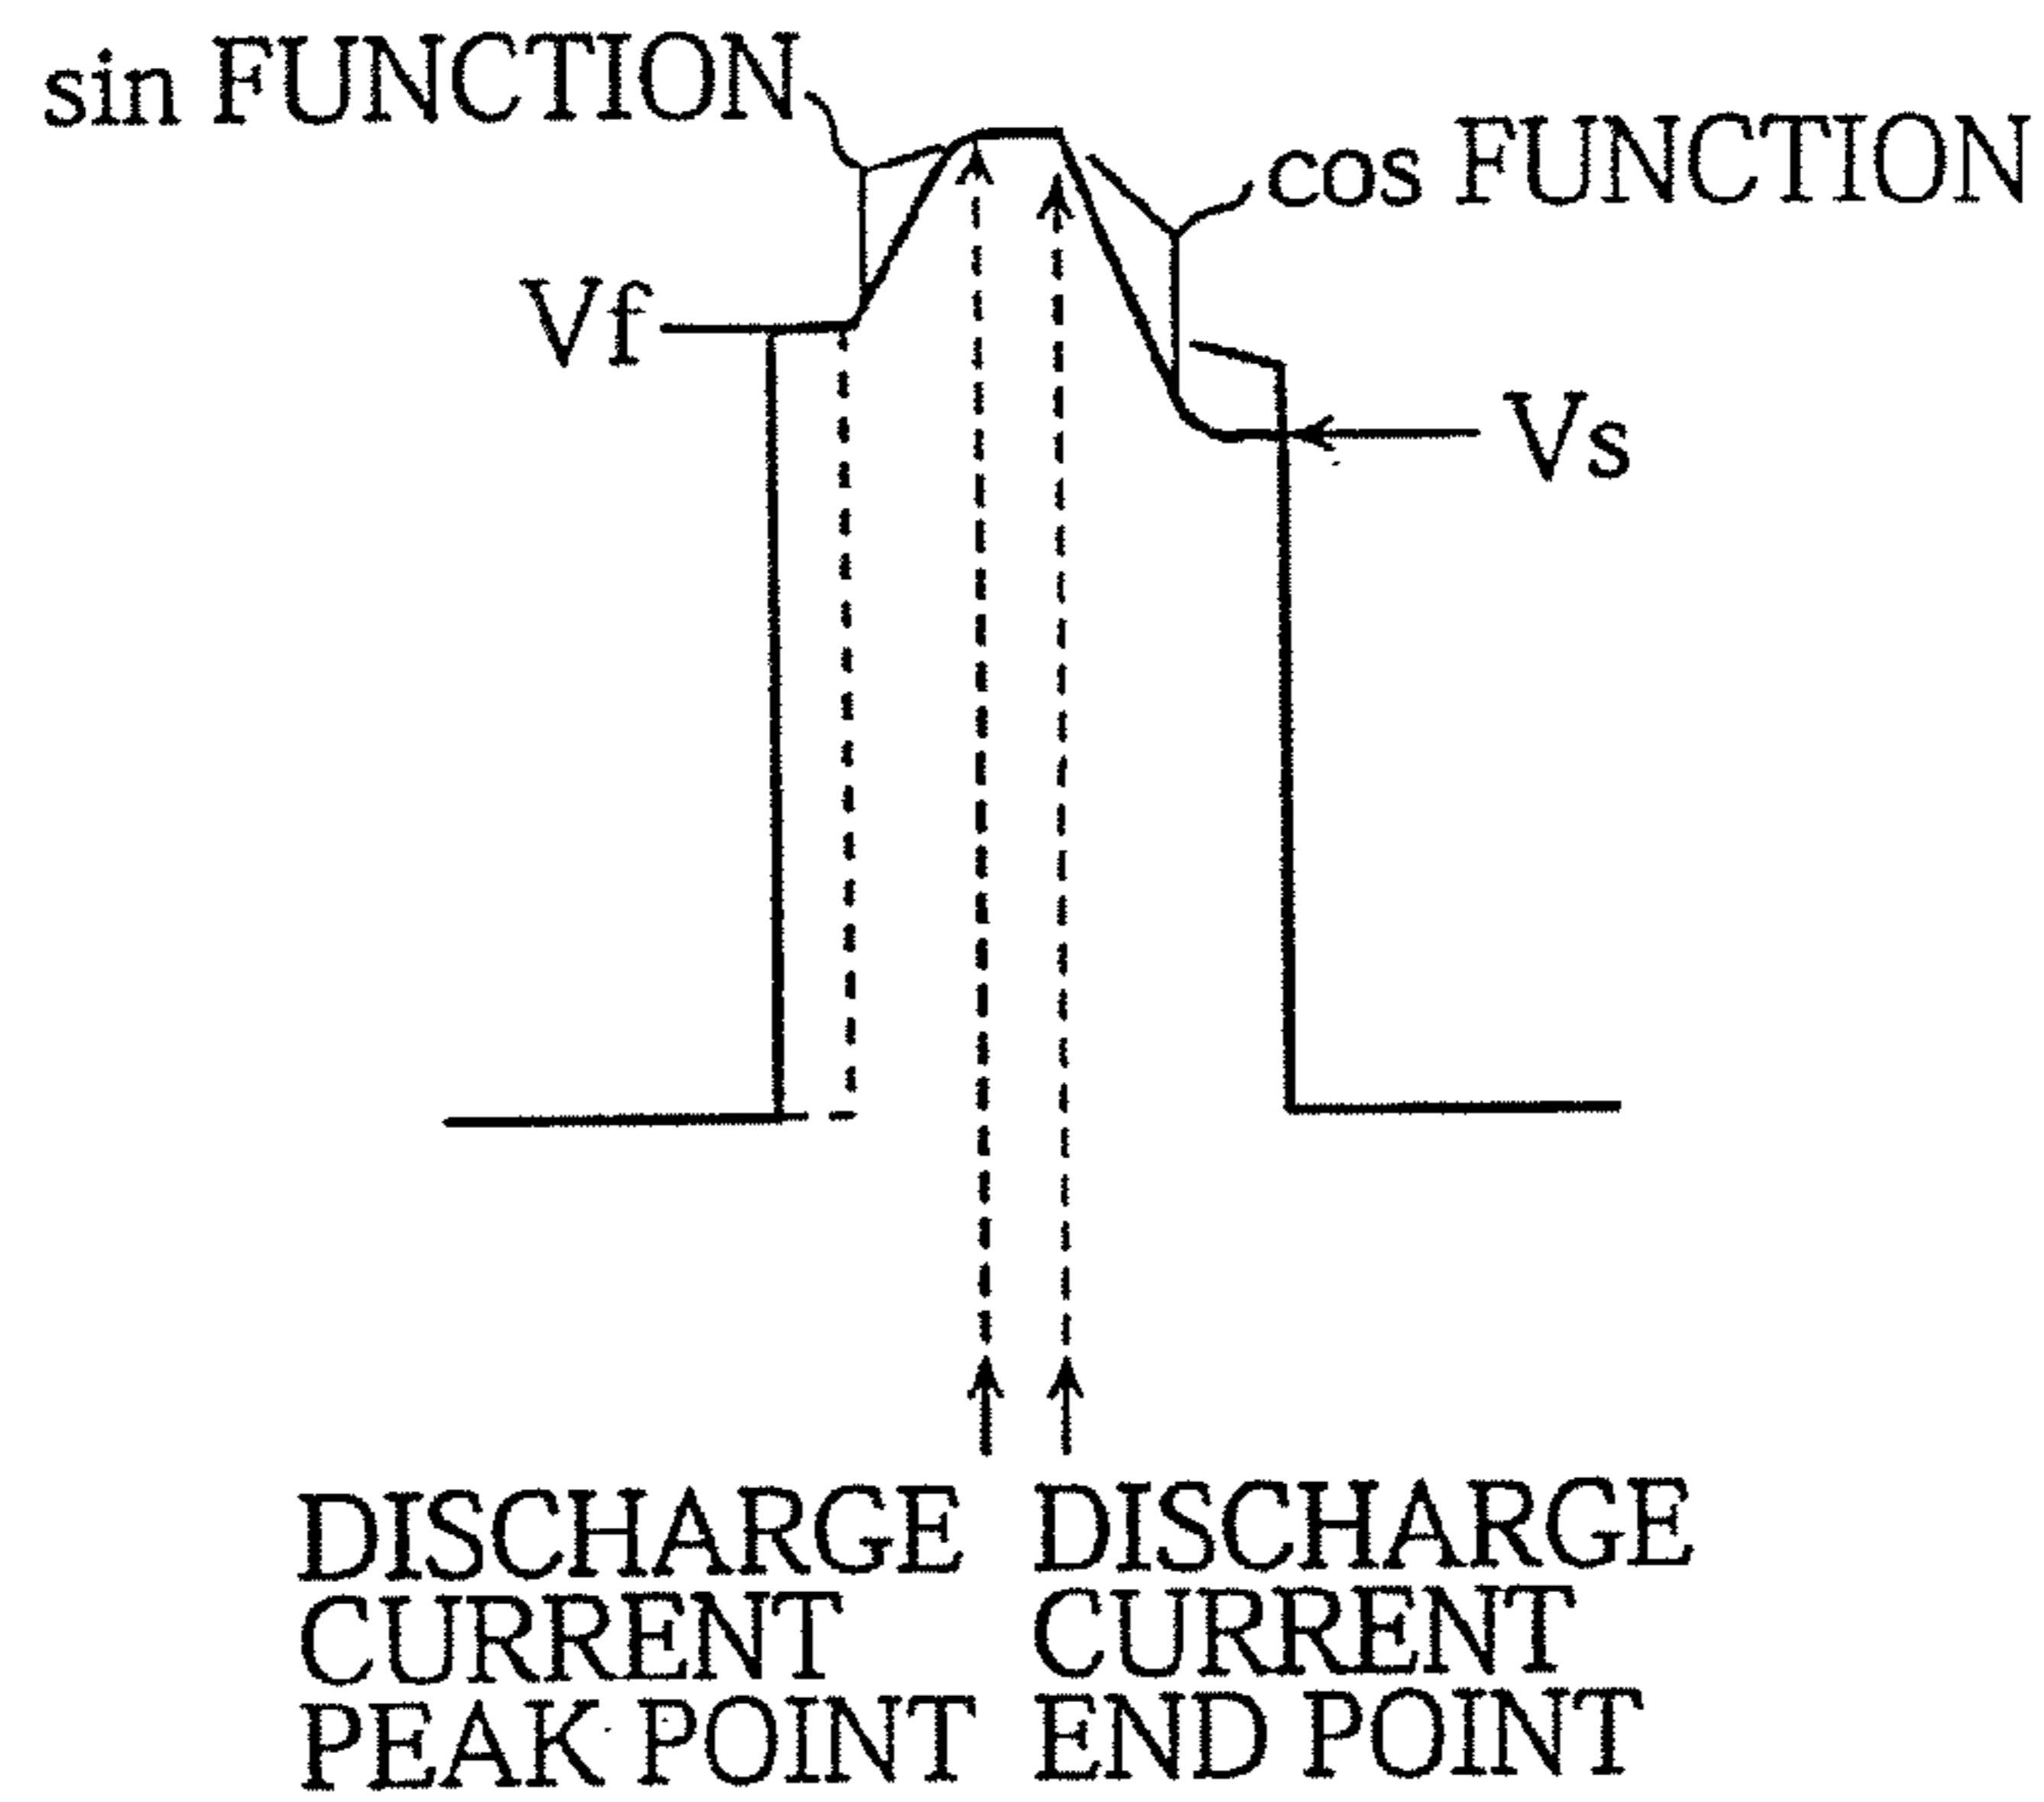 sin FUNCTION
cos FUNCTION
Vf
Vs
DISCHARGE
CURRENT
PEAK POINT
DISCHARGE
CURRENT
END POINT